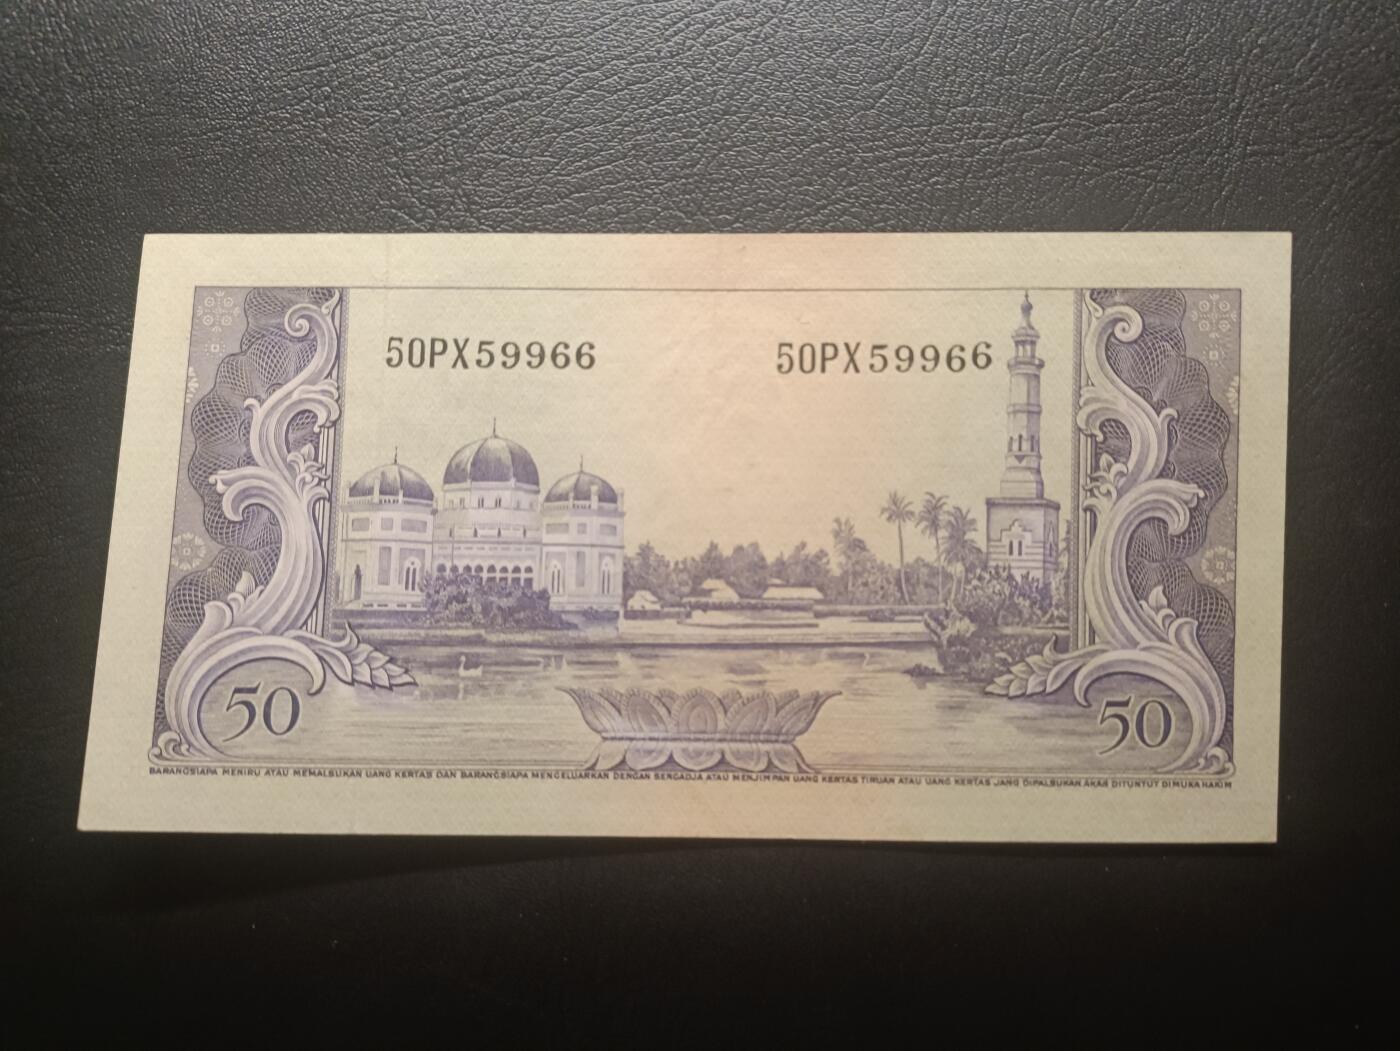 50PX59966 50PX59966
50 50
BARANGSIAPA MENIRU ATAU MEMALSUKAN UANG KERTAS DAN BARANGSIAPA MENGELUARKAN DENGAN SENGADJA ATAU MENJIMPAN UANG KERTAS TIRUAN ATAU UANG KERTAS JANG DIPALSUKAN AKAN DITUNTUT DIMUKA HAKIM